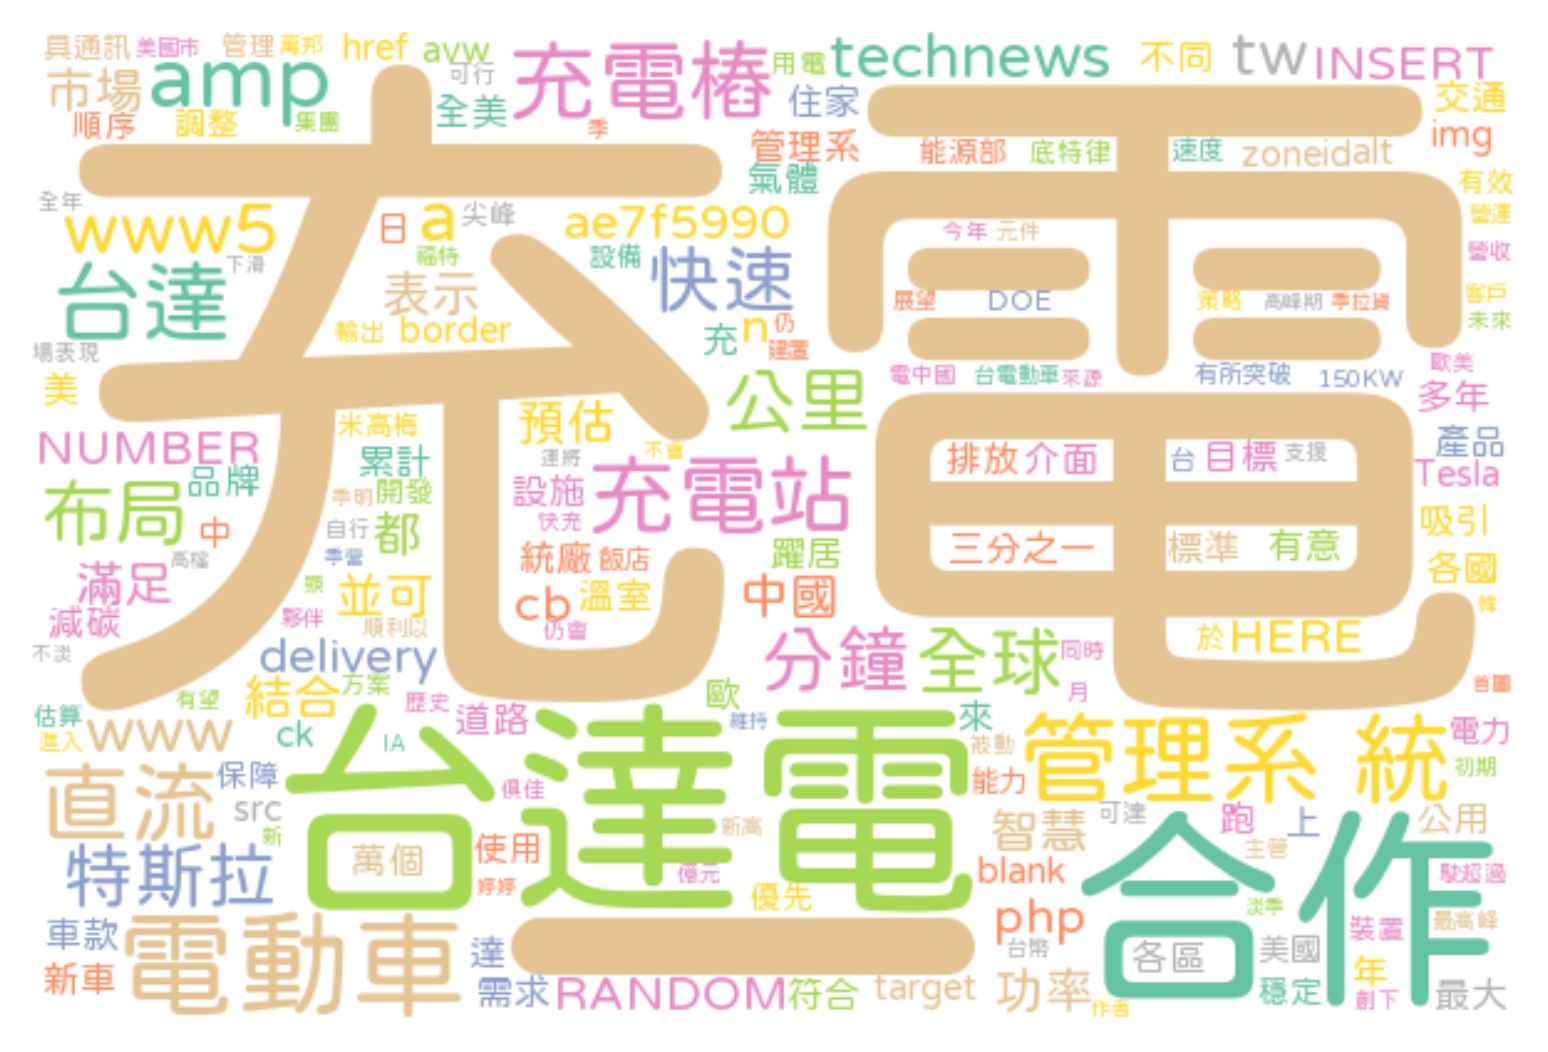 具通訊 美國市 管理 萬邦 href avw 充電樁 用電 technews 不同 tw INSERT
市場 amp 可行 全美 住家 交通
順序 調整 集團 季 管理系 能源部 底特律 速度 zoneidalt img
充電
氣體 有效
全年 www5 日 a 尖峰 ae7f5990 今年 元件 營運
台達 下滑 福特 設備 快速 營收
表示 展望 DOE 策略 高峰期 季拉貨 客戶
輸出 border 充 n 仍 未來
場表現 建置 歐美
美 公里 電中國 台電動車 來源 有所突破 150KW 多年
NUMBER 米高梅 預估 不會 產品
品牌 累計 運將 充電站 排放 介面 台 目標 支援 Tesla
布局 季明 開發 設施
中 自行 都 快充 吸引
高檔 季營 統廠 飯店 躍居 三分之一 標準 有意 各國
滿足 顯 並可 cb 溫室 中國 韓
減碳 夥伴 順利以 仍會 於 HERE
不淡 delivery 分鐘 全球 同時
有望 結合 方案 歷史 歐 月 首圖
估算 www ck IA 道路 台達電 維持 來 管理系 統 電力
進入 被動
直流 保障 俱佳 能力 初期
src 新 新高 智慧 可達 跑 上 公用
特斯拉 萬個 使用 合作 主管
婷婷 億元 優先 blank 駛超過
車款 電動車 一 php 淡季 裝置 最高峰
新車 達 台幣 各區 美國 年
需求 RANDOM 符合 target 功率 作者 穩定 創下 最大